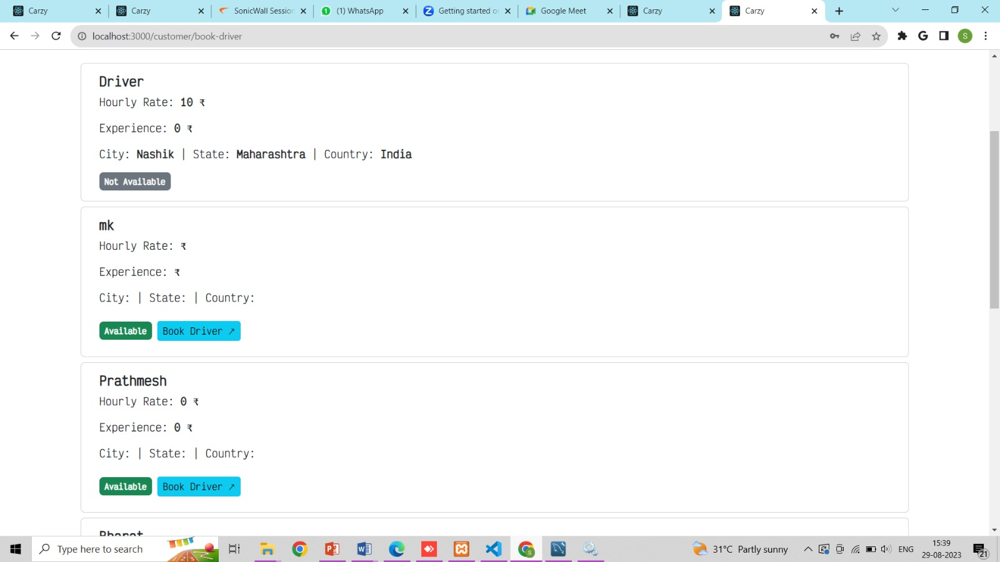 Carzy
Carzy
SonicWall Session
(1) WhatsApp
Getting started o
Google Meet
Carzy
Carzy
localhost:3000/customer/book-driver
S
Driver
Hourly Rate: 10 ₹
Experience: 0 ₹
City: Nashik | State: Maharashtra | Country: India
Not Available
mk
Hourly Rate: ₹
Experience: ₹
City: | State: | Country:
Available Book Driver ↗
Prathmesh
Hourly Rate: 0 ₹
Experience: 0 ₹
City: | State: | Country:
Available Book Driver ↗
Bharat
Type here to search
31°C Partly sunny
ENG
15:39
29-08-2023
21